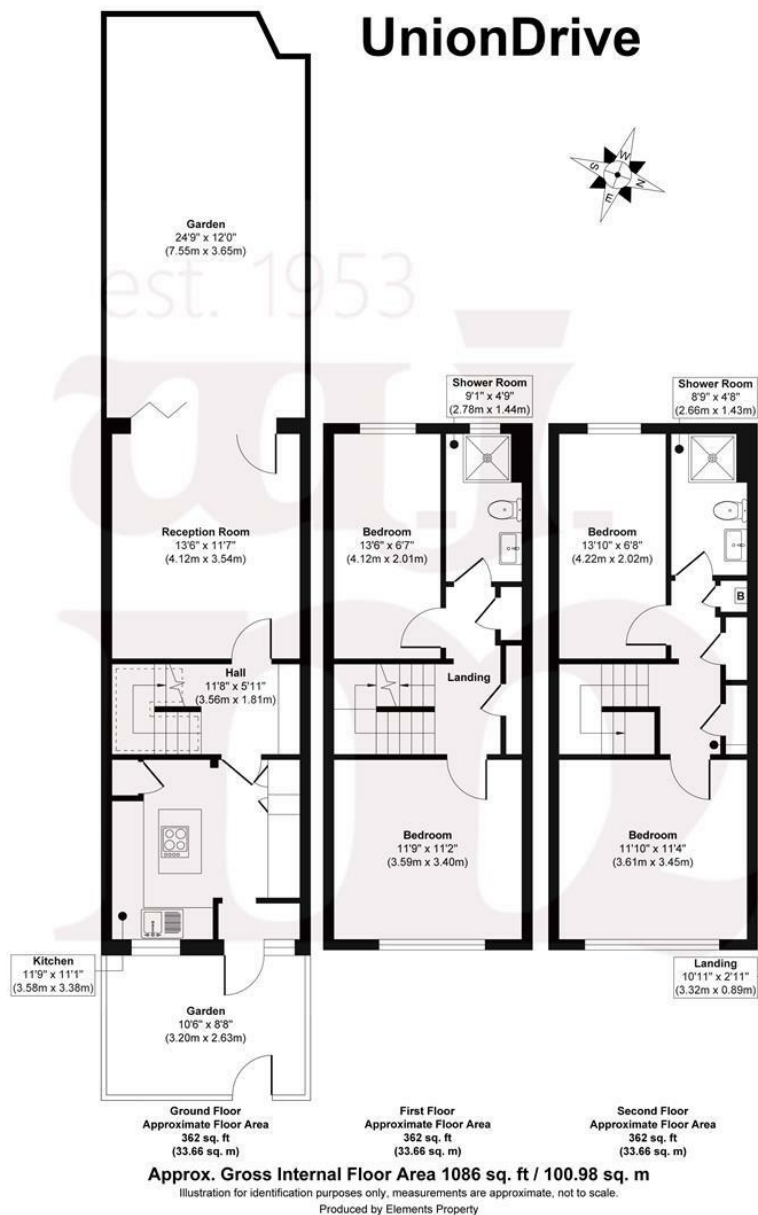 UnionDrive
W
S
N
E
Garden
24'9" x 12'0"
(7.55m x 3.65m)
est. 1953
Shower Room
9'1" x 4'9"
(2.78m x 1.44m)
Shower Room
8'9" x 4'8"
(2.66m x 1.43m)
Reception Room
13'6" x 11'7"
(4.12m x 3.54m)
Bedroom
13'6" x 6'7"
(4.12m x 2.01m)
Bedroom
13'10" x 6'8"
(4.22m x 2.02m)
B
Hall
11'8" x 5'11"
(3.56m x 1.81m)
Landing
Bedroom
11'9" x 11'2"
(3.59m x 3.40m)
Bedroom
11'10" x 11'4"
(3.61m x 3.45m)
Kitchen
11'9" x 11'1"
(3.58m x 3.38m)
Landing
10'11" x 2'11"
(3.32m x 0.89m)
Garden
10'6" x 8'8"
(3.20m x 2.63m)
Ground Floor
Approximate Floor Area
362 sq. ft
(33.66 sq. m)
First Floor
Approximate Floor Area
362 sq. ft
(33.66 sq. m)
Second Floor
Approximate Floor Area
362 sq. ft
(33.66 sq. m)
Approx. Gross Internal Floor Area 1086 sq. ft / 100.98 sq. m
Illustration for identification purposes only, measurements are approximate, not to scale.
Produced by Elements Property